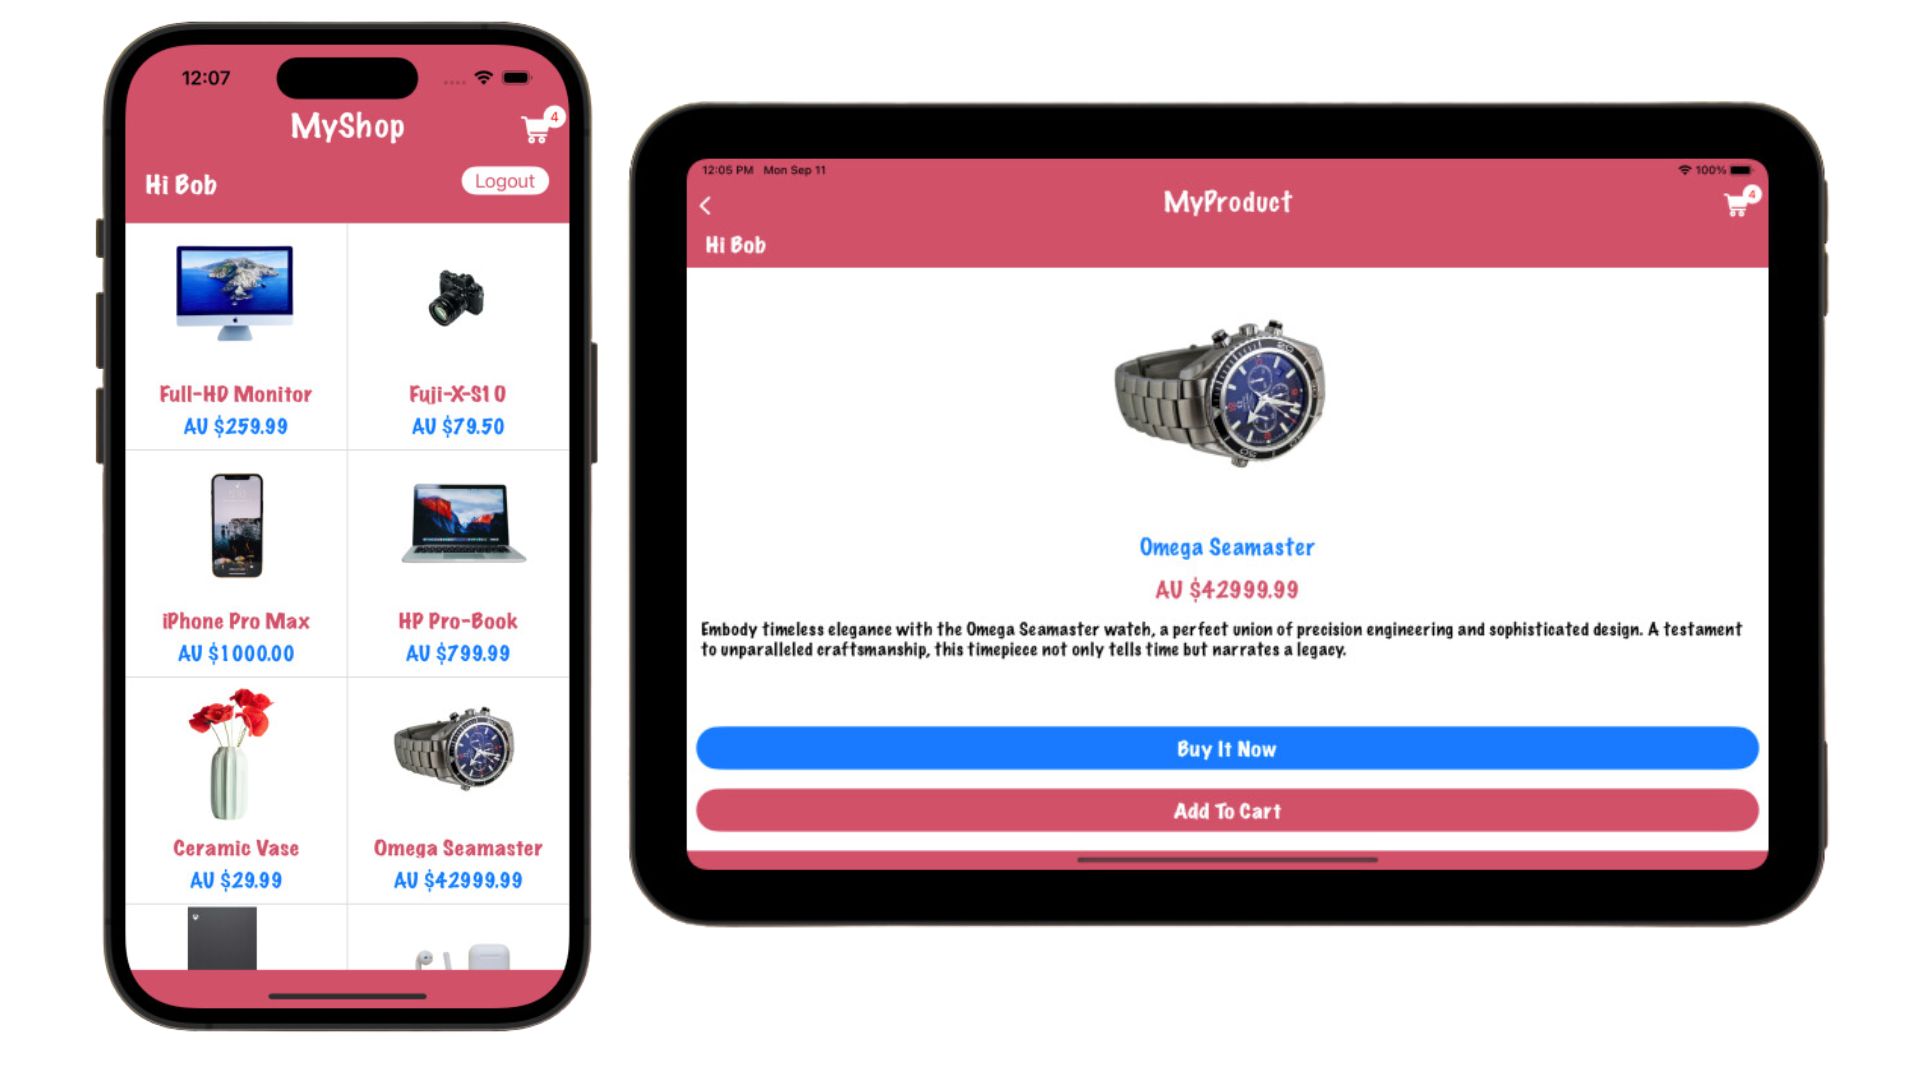 12:07
MyShop
4
Hi Bob
Logout
Full-HD Monitor
AU $259.99
Fuji-X-S10
AU $79.50
iPhone Pro Max
AU $1000.00
HP Pro-Book
AU $799.99
Ceramic Vase
AU $29.99
Omega Seamaster
AU $42999.99
12:05 PM Mon Sep 11
100%
MyProduct
4
Hi Bob
Omega Seamaster
AU $42999.99
Embody timeless elegance with the Omega Seamaster watch, a perfect union of precision engineering and sophisticated design. A testament
to unparalleled craftsmanship, this timepiece not only tells time but narrates a legacy.
Buy It Now
Add To Cart